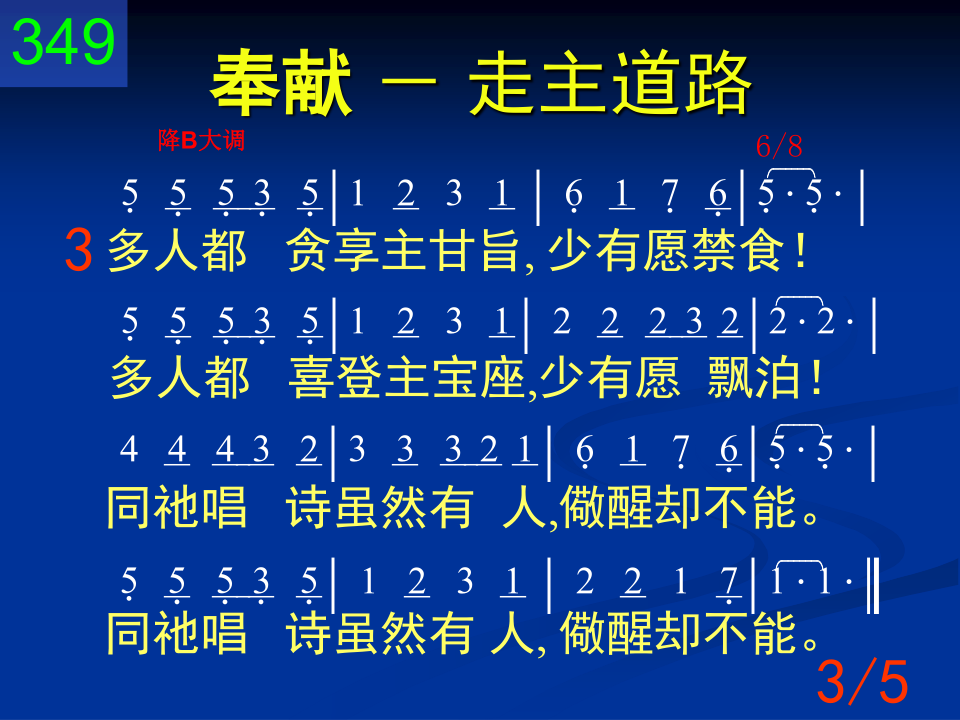 349
奉献 － 走主道路
降B大调
6/8
5̣ 5̣ 5̣ 3̣ 5̣ | 1 2 3 1 | 6̣ 1 7̣ 6̣ | 5̣ · 5̣ · |
3 多人都 贪享主甘旨, 少有愿禁食!
5̣ 5̣ 5̣ 3̣ 5̣ | 1 2 3 1 | 2 2 2 3 2 | 2 · 2 · |
多人都 喜登主宝座,少有愿 飘泊!
4 4 4 3 2 | 3 3 3 2 1 | 6̣ 1 7̣ 6̣ | 5̣ · 5̣ · |
同祂唱 诗虽然有 人,儆醒却不能。
5̣ 5̣ 5̣ 3̣ 5̣ | 1 2 3 1 | 2 2 1 7̣ | 1 · 1 · ‖
同祂唱 诗虽然有 人, 儆醒却不能。
3/5